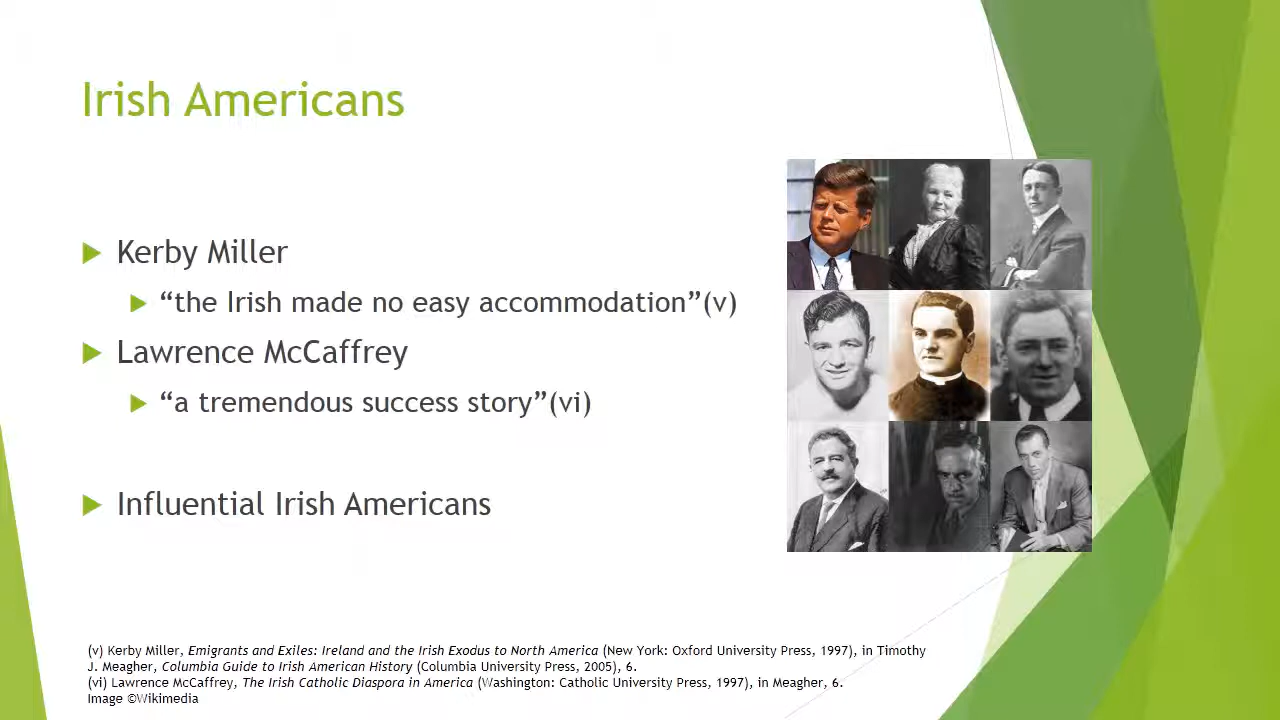 Irish Americans
Kerby Miller
“the Irish made no easy accommodation”(v)
Lawrence McCaffrey
“a tremendous success story”(vi)
Influential Irish Americans
(v) Kerby Miller, Emigrants and Exiles: Ireland and the Irish Exodus to North America (New York: Oxford University Press, 1997), in Timothy
J. Meagher, Columbia Guide to Irish American History (Columbia University Press, 2005), 6.
(vi) Lawrence McCaffrey, The Irish Catholic Diaspora in America (Washington: Catholic University Press, 1997), in Meagher, 6.
Image ©Wikimedia